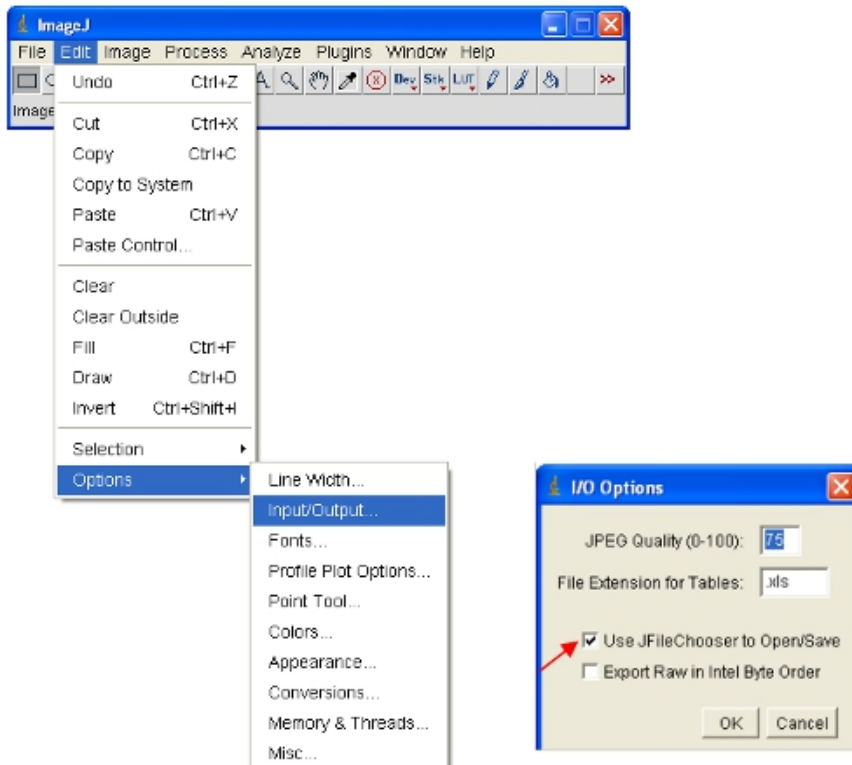 ImageJ
File Edit Image Process Analyze Plugins Window Help
Dev Stk LUT >>
Image
Undo Ctrl+Z
Cut Ctrl+X
Copy Ctrl+C
Copy to System
Paste Ctrl+V
Paste Control...
Clear
Clear Outside
Fill Ctrl+F
Draw Ctrl+D
Invert Ctrl+Shift+I
Selection
Options
Line Width...
Input/Output...
Fonts...
Profile Plot Options...
Point Tool...
Colors...
Appearance...
Conversions...
Memory & Threads...
Misc...
I/O Options
JPEG Quality (0-100): 75
File Extension for Tables: .xls
Use JFileChooser to Open/Save
Export Raw in Intel Byte Order
OK Cancel